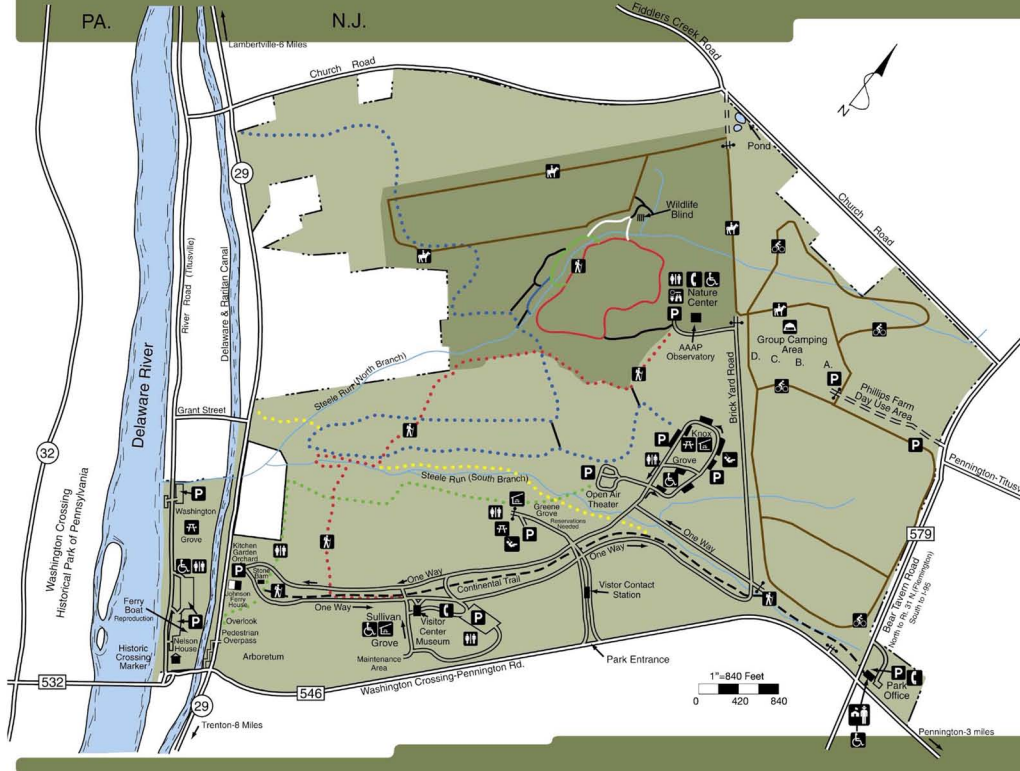 PA.
N.J.
Fiddlers Creek Road
Lambertville-6 Miles
Church Road
N
29
Pond
Church
Road
Wildlife
Blind
River Road (Titusville)
Delaware & Raritan Canal
Delaware River
P
Nature
Center
AAAP
Observatory
Group Camping
Area
D. C. B. A.
P
Brick Yard Road
Phillips Farm
Day Use Area
P
Steele Run (North Branch)
Grant Street
32
Washington Crossing
Historical Park of Pennsylvania
P
Knox
Grove
P
P
Open Air
Theater
Steele Run (South Branch)
Pennington-Titusv
P
Washington
Grove
Greene
Grove
Reservations
Needed
P
579
Bear Tavern Road
North to Rt. 31 N.(Flemington)
South to I-95
Kitchen
Garden
Orchard
P
Stone
Barn
Johnson
Ferry
House
One Way
One Way
One Way
Continental Trail
One Way
Ferry
Boat
Reproduction
P
Nelson
House
Historic
Crossing
Marker
Overlook
Pedestrian
Overpass
Arboretum
Sullivan
Grove
Visitor
Center
Museum
P
Maintenance
Area
Vistor Contact
Station
Park Entrance
Washington Crossing-Pennington Rd.
532
546
29
Trenton-8 Miles
1"=840 Feet
0 420 840
P
Park
Office
Pennington-3 miles